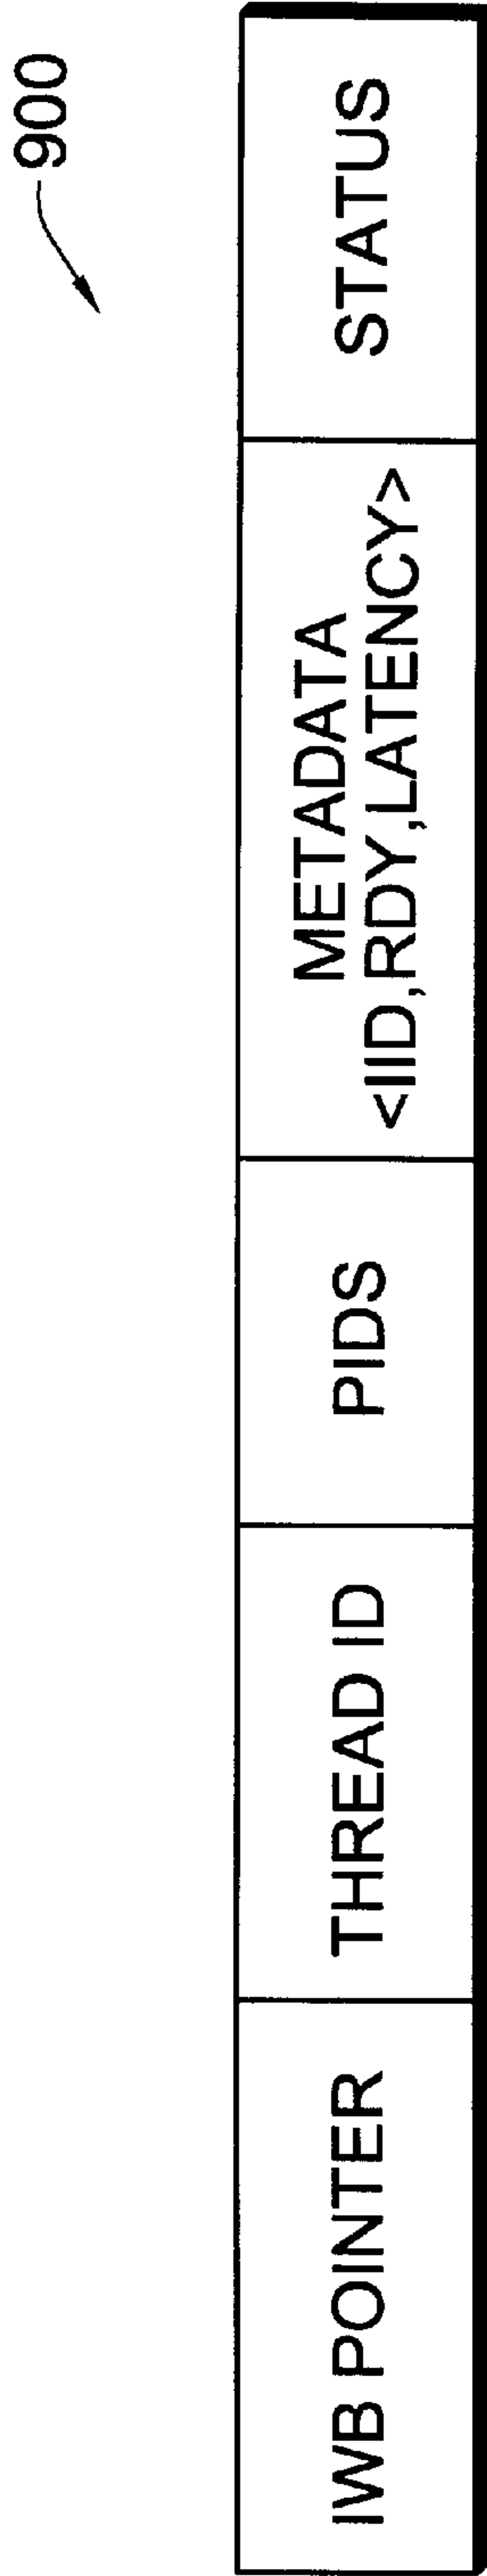 900
IWB POINTER
THREAD ID
PIDS
METADATA
<IID,RDY,LATENCY>
STATUS